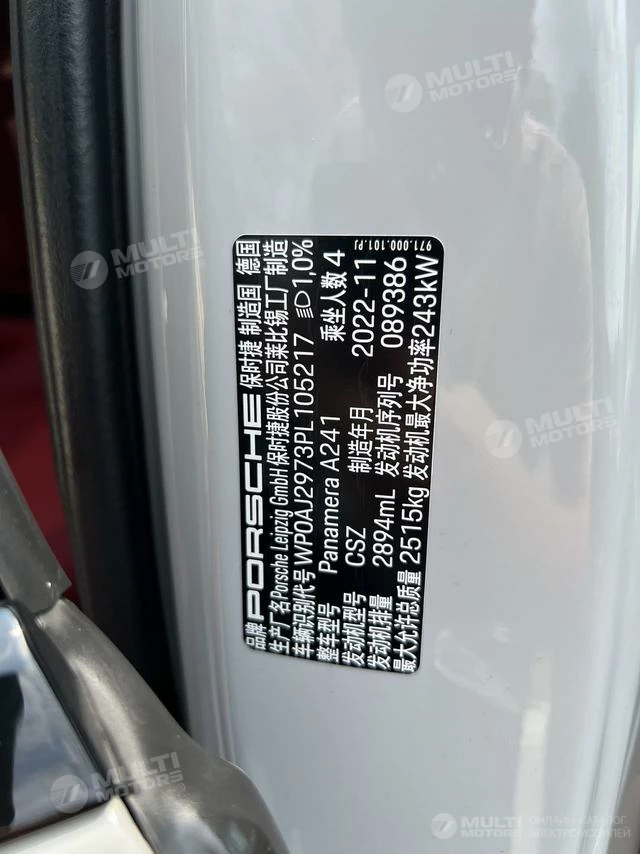 品牌 PORSCHE 保时捷 制造国 德国
生产厂名 Porsche Leipzig GmbH 保时捷股份公司莱比锡工厂制造
车辆识别代号 WP0AJ2973PL105217 1,0%
整车型号 Panamera A241 乘坐人数 4
发动机型号 CSZ 制造年月 2022-11
发动机排量 2894mL 发动机序列号 089386
最大允许总质量 2515kg 发动机最大净功率 243kW
971.000.101.PJ
MULTI
MOTORS
MULTI
MOTORS
MULTI
MOTORS
MULTI
MOTORS
MULTI
MOTORS
ОНЛАЙН-КАТАЛОГ
ЭЛЕКТРОМОБИЛЕЙ